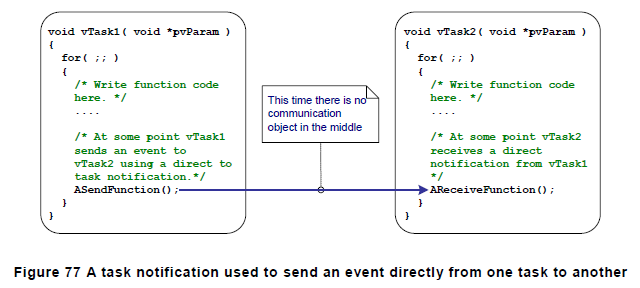 void vTask1( void *pvParam )
{
for( ;; )
{
/* Write function code
here. */
....
/* At some point vTask1
sends an event to
vTask2 using a direct to
task notification.*/
ASendFunction();
}
}
This time there is no
communication
object in the middle
void vTask2( void *pvParam )
{
for( ;; )
{
/* Write function code
here. */
....
/* At some point vTask2
receives a direct
notification from vTask1
*/
AReceiveFunction();
}
}
Figure 77 A task notification used to send an event directly from one task to another